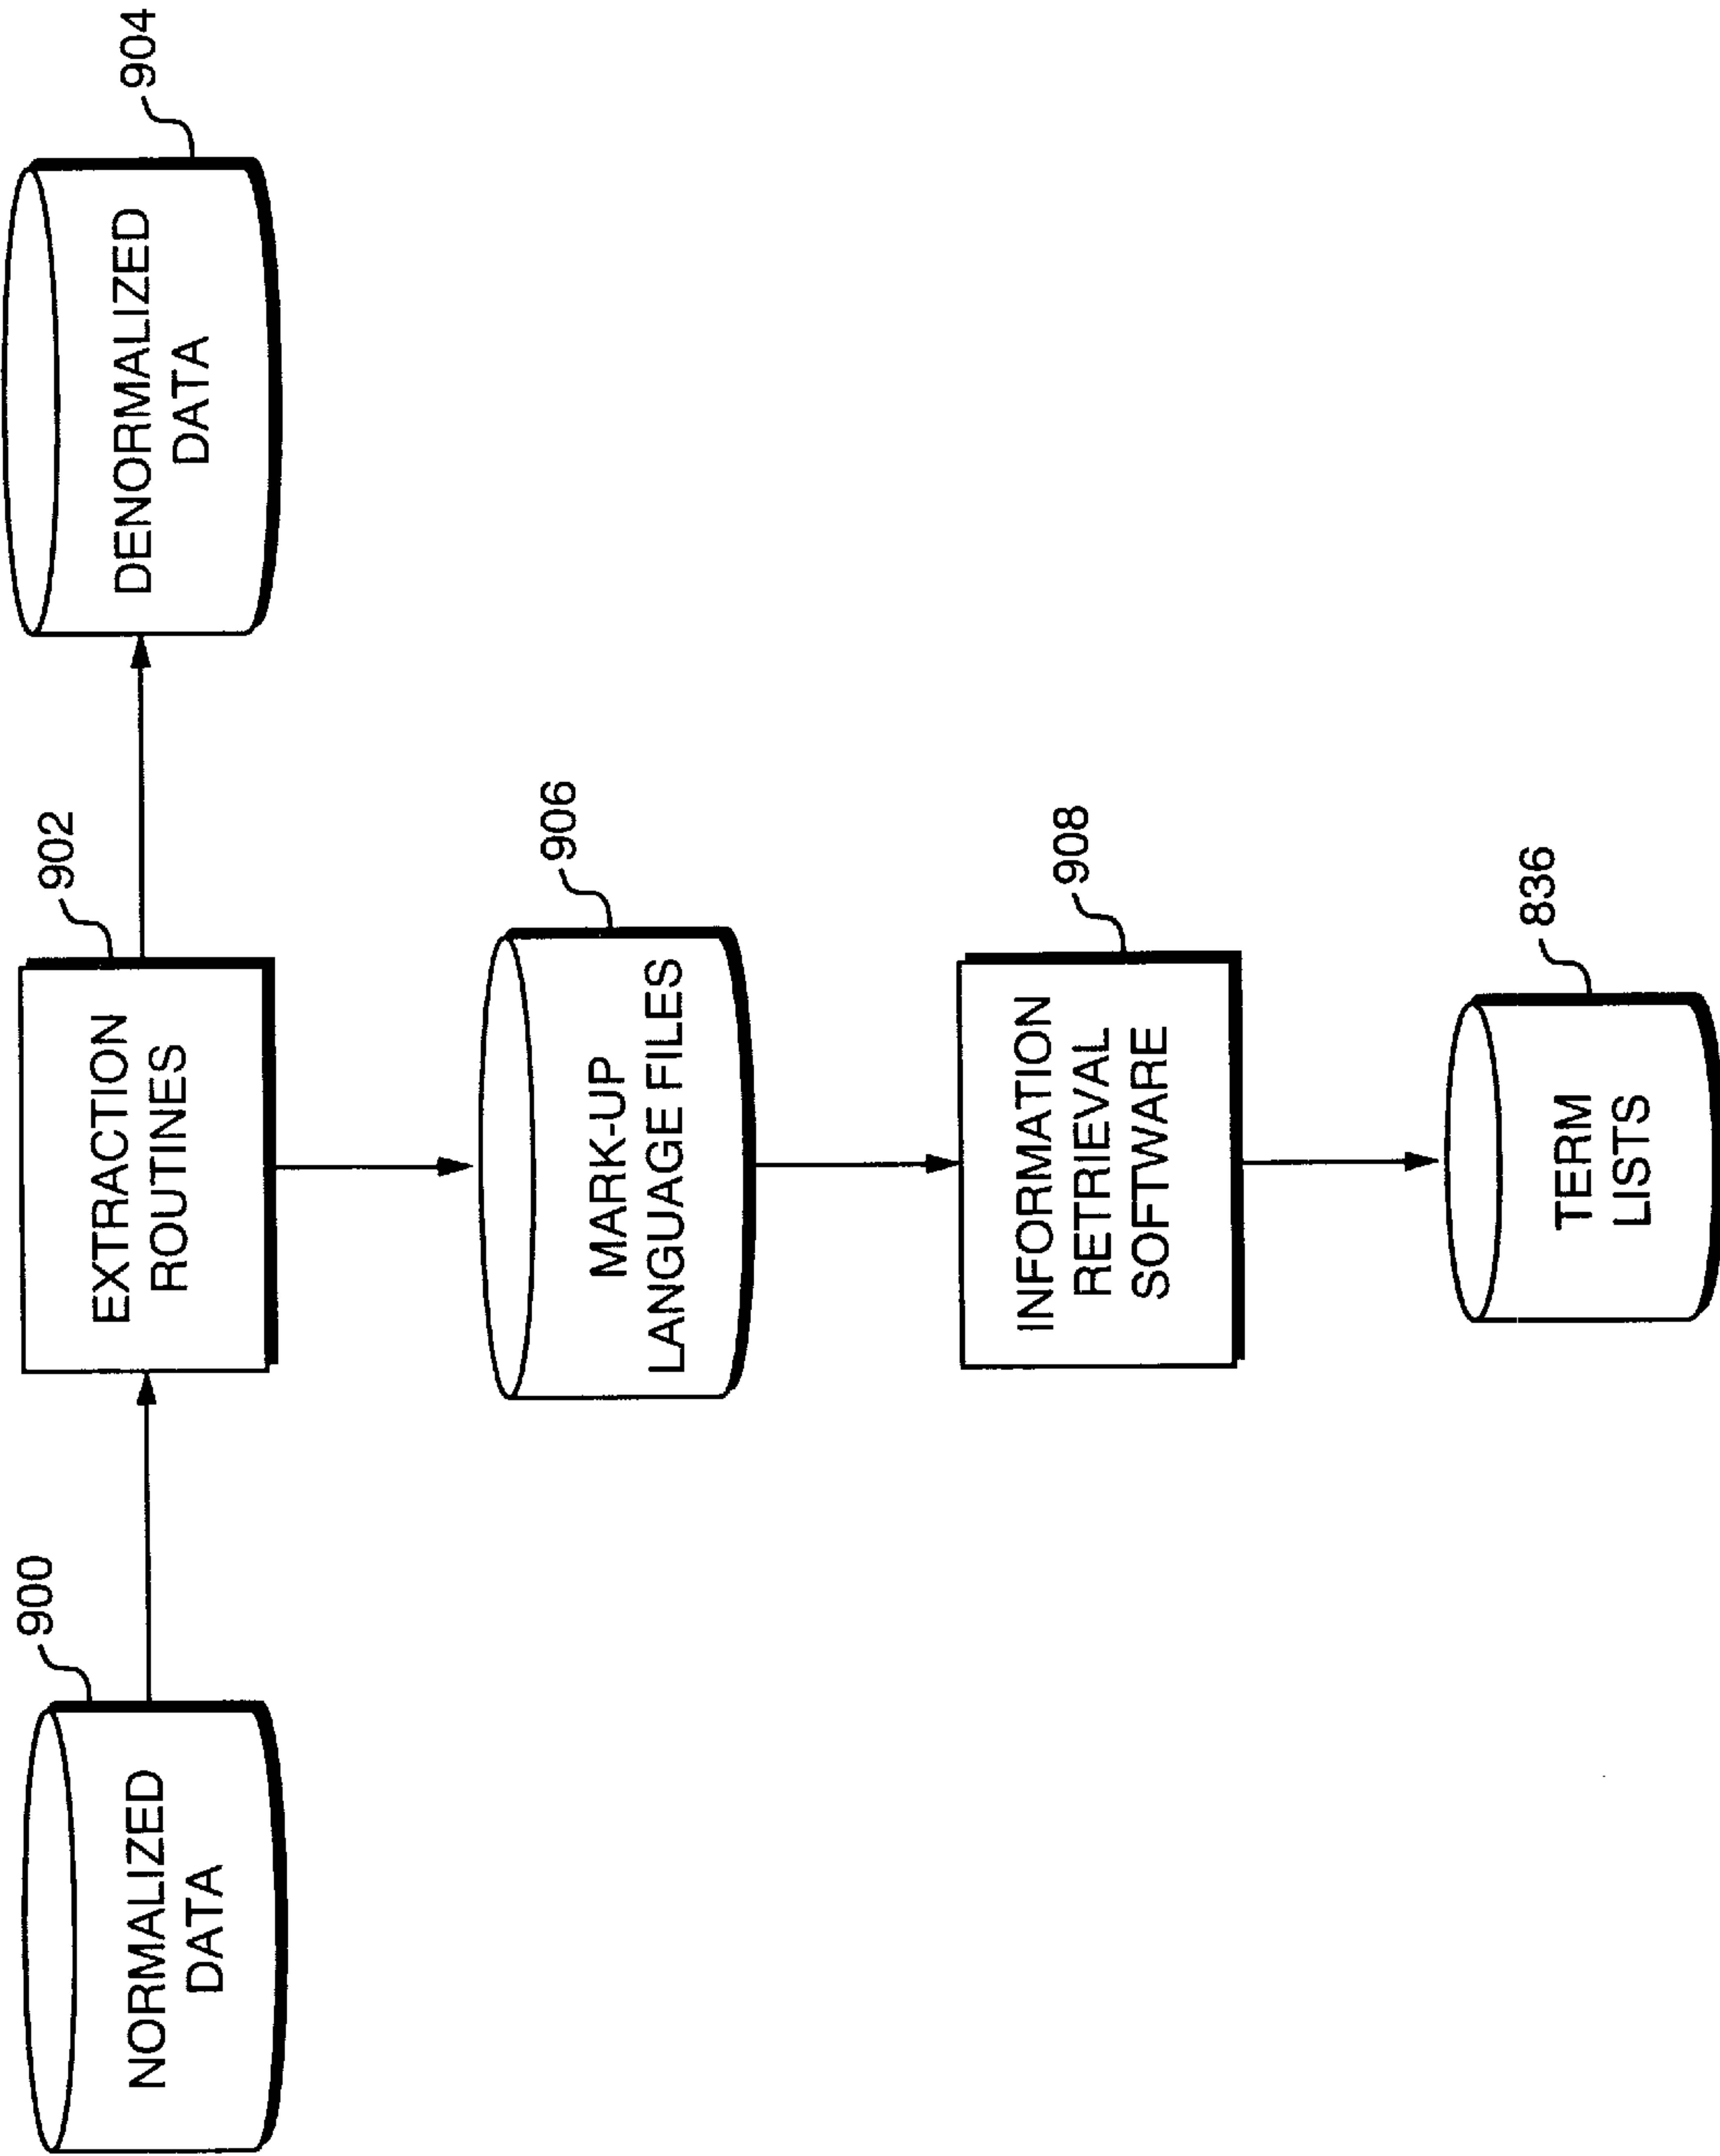 900
NORMALIZED
DATA
902
EXTRACTION
ROUTINES
904
DENORMALIZED
DATA
906
MARK-UP
LANGUAGE FILES
908
INFORMATION
RETRIEVAL
SOFTWARE
836
TERM
LISTS